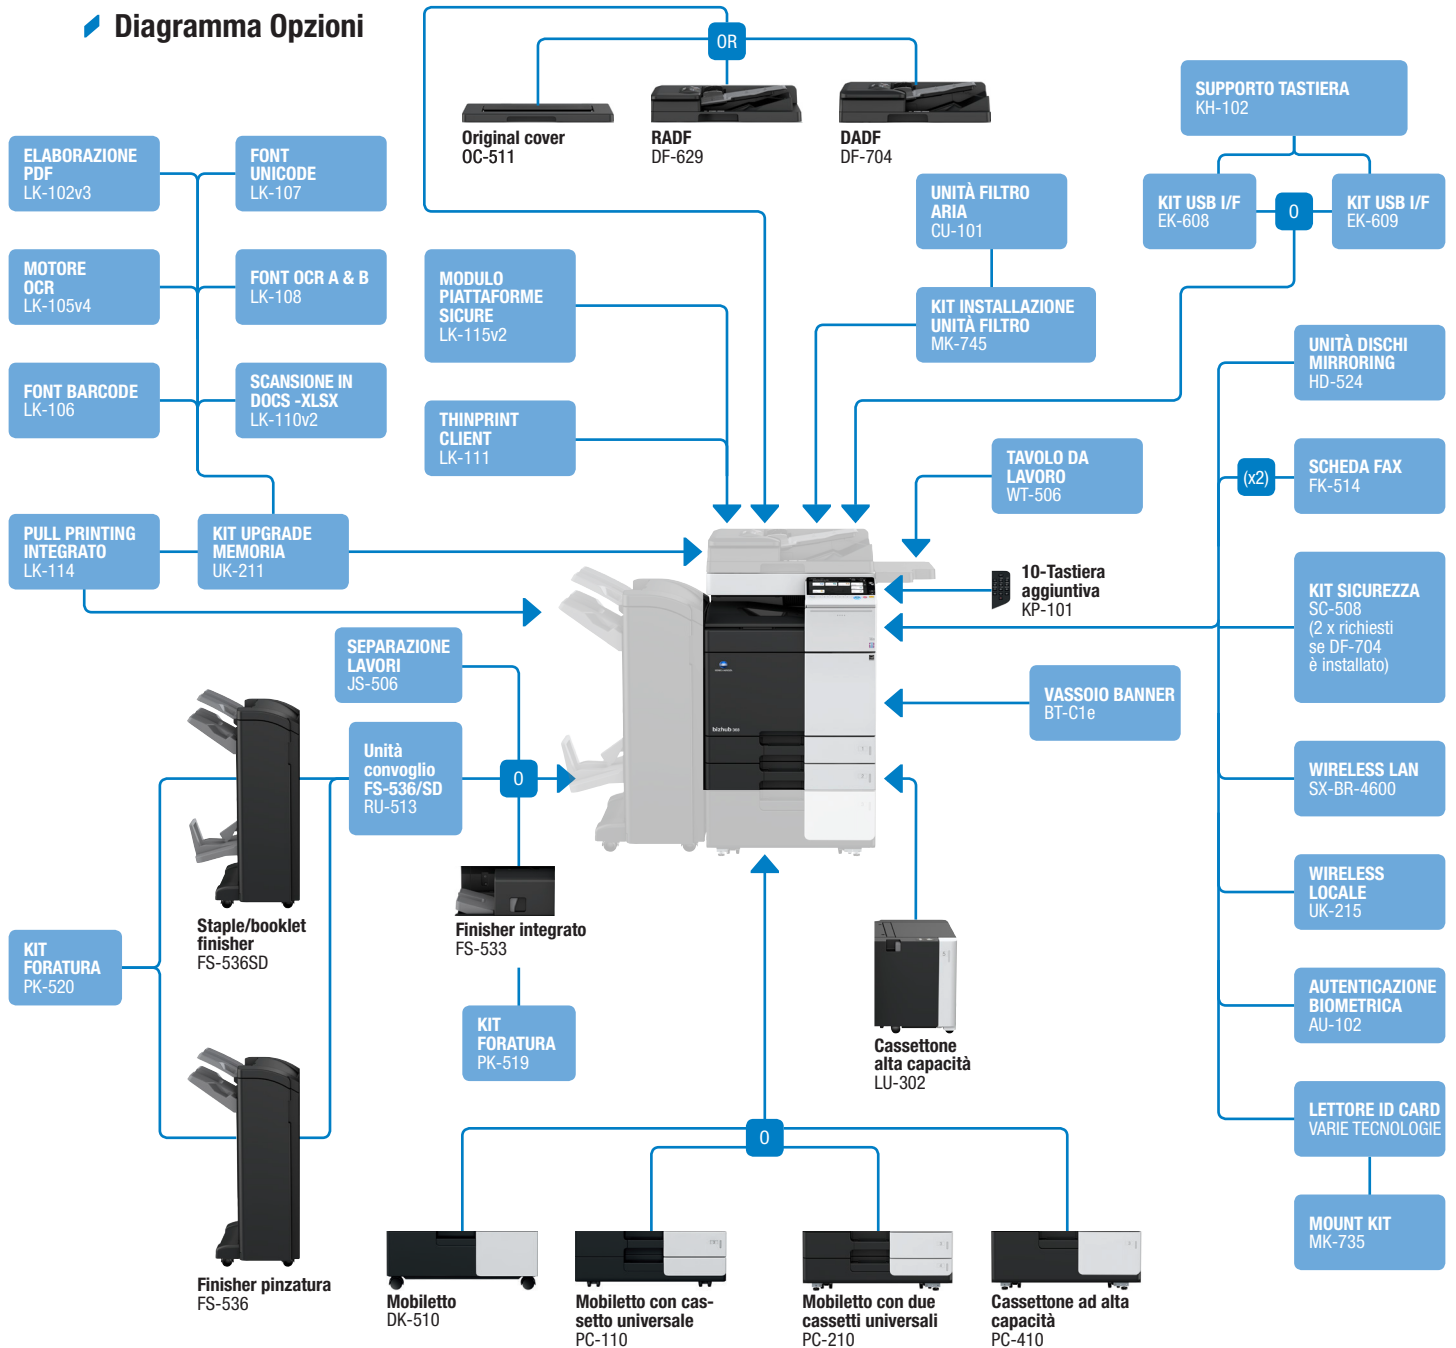 Diagramma Opzioni
OR
Original cover
OC-511
RADF
DF-629
DADF
DF-704
SUPPORTO TASTIERA
KH-102
KIT USB I/F
EK-608
O
KIT USB I/F
EK-609
ELABORAZIONE
PDF
LK-102v3
FONT
UNICODE
LK-107
UNITÀ FILTRO
ARIA
CU-101
MOTORE
OCR
LK-105v4
FONT OCR A & B
LK-108
MODULO
PIATTAFORME
SICURE
LK-115v2
KIT INSTALLAZIONE
UNITÀ FILTRO
MK-745
UNITÀ DISCHI
MIRRORING
HD-524
FONT BARCODE
LK-106
SCANSIONE IN
DOCS -XLSX
LK-110v2
THINPRINT
CLIENT
LK-111
TAVOLO DA
LAVORO
WT-506
(x2)
SCHEDA FAX
FK-514
PULL PRINTING
INTEGRATO
LK-114
KIT UPGRADE
MEMORIA
UK-211
10-Tastiera
aggiuntiva
KP-101
KIT SICUREZZA
SC-508
(2 x richiesti
se DF-704
è installato)
SEPARAZIONE
LAVORI
JS-506
VASSOIO BANNER
BT-C1e
bizhub
Unità
convoglio
FS-536/SD
RU-513
O
WIRELESS LAN
SX-BR-4600
WIRELESS
LOCALE
UK-215
Staple/booklet
finisher
FS-536SD
Finisher integrato
FS-533
KIT
FORATURA
PK-520
AUTENTICAZIONE
BIOMETRICA
AU-102
KIT
FORATURA
PK-519
Cassettone
alta capacità
LU-302
LETTORE ID CARD
VARIE TECNOLOGIE
O
MOUNT KIT
MK-735
Finisher pinzatura
FS-536
Mobiletto
DK-510
Mobiletto con cas-
setto universale
PC-110
Mobiletto con due
cassetti universali
PC-210
Cassettone ad alta
capacità
PC-410